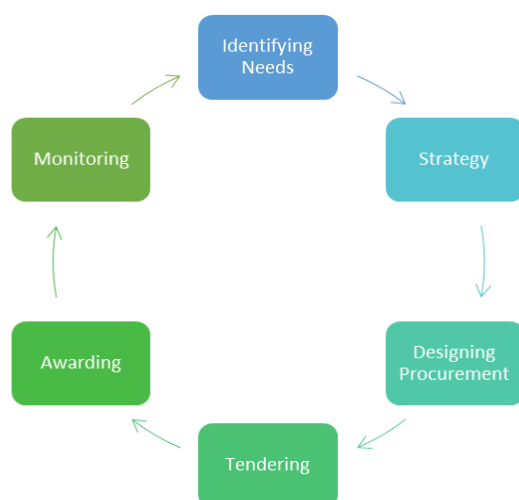 Identifying
Needs
Strategy
Designing
Procurement
Tendering
Awarding
Monitoring